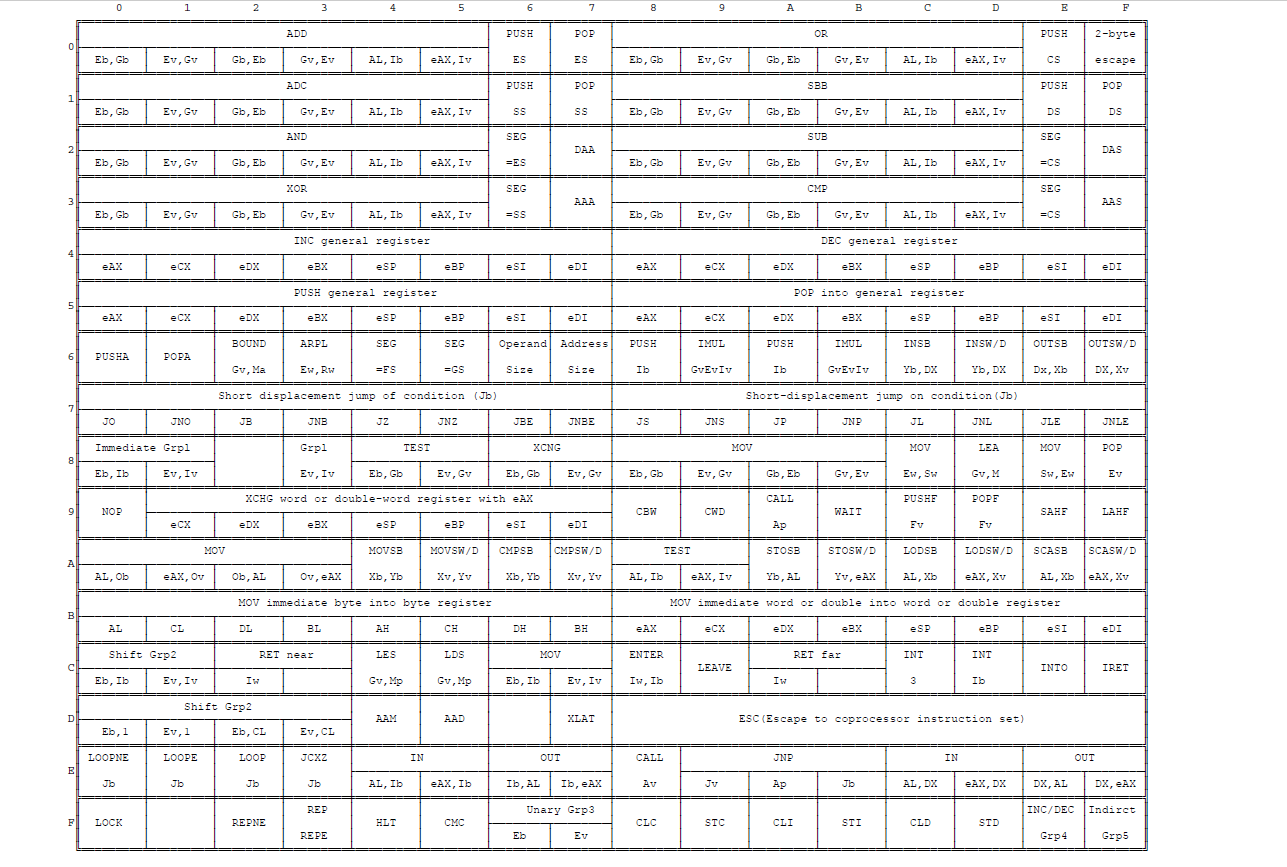 0 1 2 3 4 5 6 7 8 9 A B C D E F
ADD PUSH POP OR PUSH 2-byte
0
Eb,Gb Ev,Gv Gb,Eb Gv,Ev AL,Ib eAX,Iv ES ES Eb,Gb Ev,Gv Gb,Eb Gv,Ev AL,Ib eAX,Iv CS escape
ADC PUSH POP SBB PUSH POP
1
Eb,Gb Ev,Gv Gb,Eb Gv,Ev AL,Ib eAX,Iv SS SS Eb,Gb Ev,Gv Gb,Eb Gv,Ev AL,Ib eAX,Iv DS DS
AND SEG SUB SEG
2 DAA DAS
Eb,Gb Ev,Gv Gb,Eb Gv,Ev AL,Ib eAX,Iv =ES Eb,Gb Ev,Gv Gb,Eb Gv,Ev AL,Ib eAX,Iv =CS
XOR SEG CMP SEG
3 AAA AAS
Eb,Gb Ev,Gv Gb,Eb Gv,Ev AL,Ib eAX,Iv =SS Eb,Gb Ev,Gv Gb,Eb Gv,Ev AL,Ib eAX,Iv =CS
INC general register DEC general register
4
eAX eCX eDX eBX eSP eBP eSI eDI eAX eCX eDX eBX eSP eBP eSI eDI
PUSH general register POP into general register
5
eAX eCX eDX eBX eSP eBP eSI eDI eAX eCX eDX eBX eSP eBP eSI eDI
BOUND ARPL SEG SEG Operand Address PUSH IMUL PUSH IMUL INSB INSW/D OUTSB OUTSW/D
6 PUSHA POPA
Gv,Ma Ew,Rw =FS =GS Size Size Ib GvEvIv Ib GvEvIv Yb,DX Yb,DX Dx,Xb DX,Xv
Short displacement jump of condition (Jb) Short-displacement jump on condition(Jb)
7
JO JNO JB JNB JZ JNZ JBE JNBE JS JNS JP JNP JL JNL JLE JNLE
Immediate Grp1 Grp1 TEST XCNG MOV MOV LEA MOV POP
8
Eb,Ib Ev,Iv Ev,Iv Eb,Gb Ev,Gv Eb,Gb Ev,Gv Eb,Gb Ev,Gv Gb,Eb Gv,Ev Ew,Sw Gv,M Sw,Ew Ev
XCHG word or double-word register with eAX CALL PUSHF POPF
9 NOP CBW CWD WAIT SAHF LAHF
eCX eDX eBX eSP eBP eSI eDI Ap Fv Fv
MOV MOVSB MOVSW/D CMPSB CMPSW/D TEST STOSB STOSW/D LODSB LODSW/D SCASB SCASW/D
A
AL,Ob eAX,Ov Ob,AL Ov,eAX Xb,Yb Xv,Yv Xb,Yb Xv,Yv AL,Ib eAX,Iv Yb,AL Yv,eAX AL,Xb eAX,Xv AL,Xb eAX,Xv
MOV immediate byte into byte register MOV immediate word or double into word or double register
B
AL CL DL BL AH CH DH BH eAX eCX eDX eBX eSP eBP eSI eDI
Shift Grp2 RET near LES LDS MOV ENTER RET far INT INT
C LEAVE INTO IRET
Eb,Ib Ev,Iv Iw Gv,Mp Gv,Mp Eb,Ib Ev,Iv Iw,Ib Iw 3 Ib
Shift Grp2
D AAM AAD XLAT ESC(Escape to coprocessor instruction set)
Eb,1 Ev,1 Eb,CL Ev,CL
LOOPNE LOOPE LOOP JCXZ IN OUT CALL JNP IN OUT
E
Jb Jb Jb Jb AL,Ib eAX,Ib Ib,AL Ib,eAX Av Jv Ap Jb AL,DX eAX,DX DX,AL DX,eAX
REP Unary Grp3 INC/DEC Indirct
F LOCK REPNE HLT CMC CLC STC CLI STI CLD STD
REPE Eb Ev Grp4 Grp5